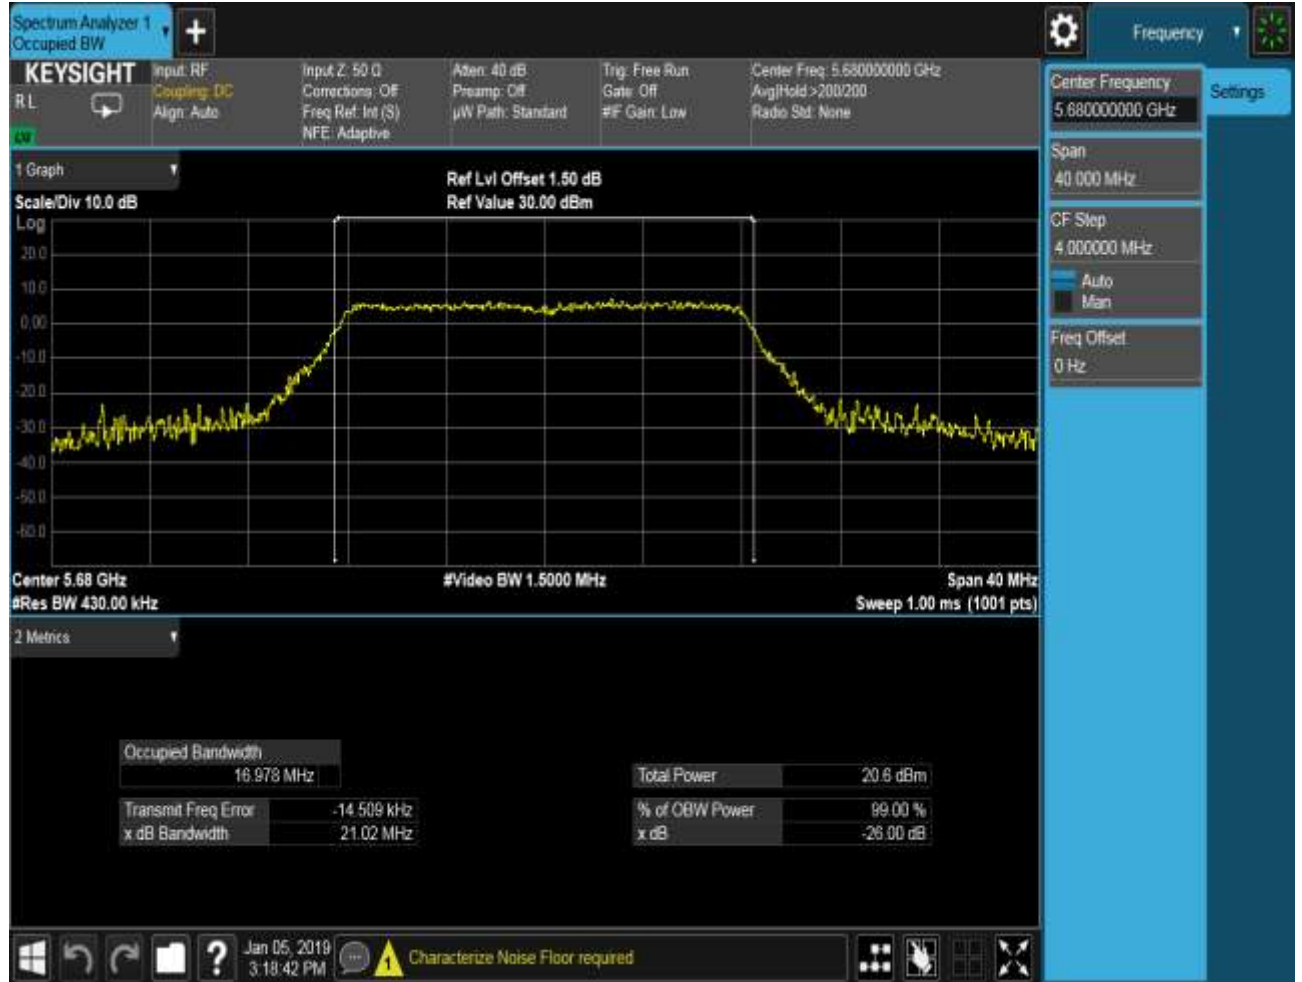 Spectrum Analyzer 1
Occupied BW
Frequency
KEYSIGHT
RL
Input: RF
Coupling: DC
Align: Auto
Input Z: 50 Ω
Corrections: Off
Freq Ref: Int (S)
NFE: Adaptive
Atten: 40 dB
Preamp: Off
µW Path: Standard
Trig: Free Run
Gate: Off
#IF Gain: Low
Center Freq: 5.680000000 GHz
Avg|Hold:>200/200
Radio Std: None
Center Frequency
5.680000000 GHz
Settings
Span
40.000 MHz
CF Step
4.000000 MHz
Auto
Man
Freq Offset
0 Hz
1 Graph
Scale/Div 10.0 dB
Ref Lvl Offset 1.50 dB
Ref Value 30.00 dBm
Log
20.0
10.0
0.00
-10.0
-20.0
-30.0
-40.0
-50.0
-60.0
Center 5.68 GHz
#Video BW 1.5000 MHz
Span 40 MHz
#Res BW 430.00 kHz
Sweep 1.00 ms (1001 pts)
2 Metrics
Occupied Bandwidth
16.978 MHz
Total Power 20.6 dBm
Transmit Freq Error -14.509 kHz
% of OBW Power 99.00 %
x dB Bandwidth 21.02 MHz
x dB -26.00 dB
?
Jan 05, 2019
3:18:42 PM
1
Characterize Noise Floor required